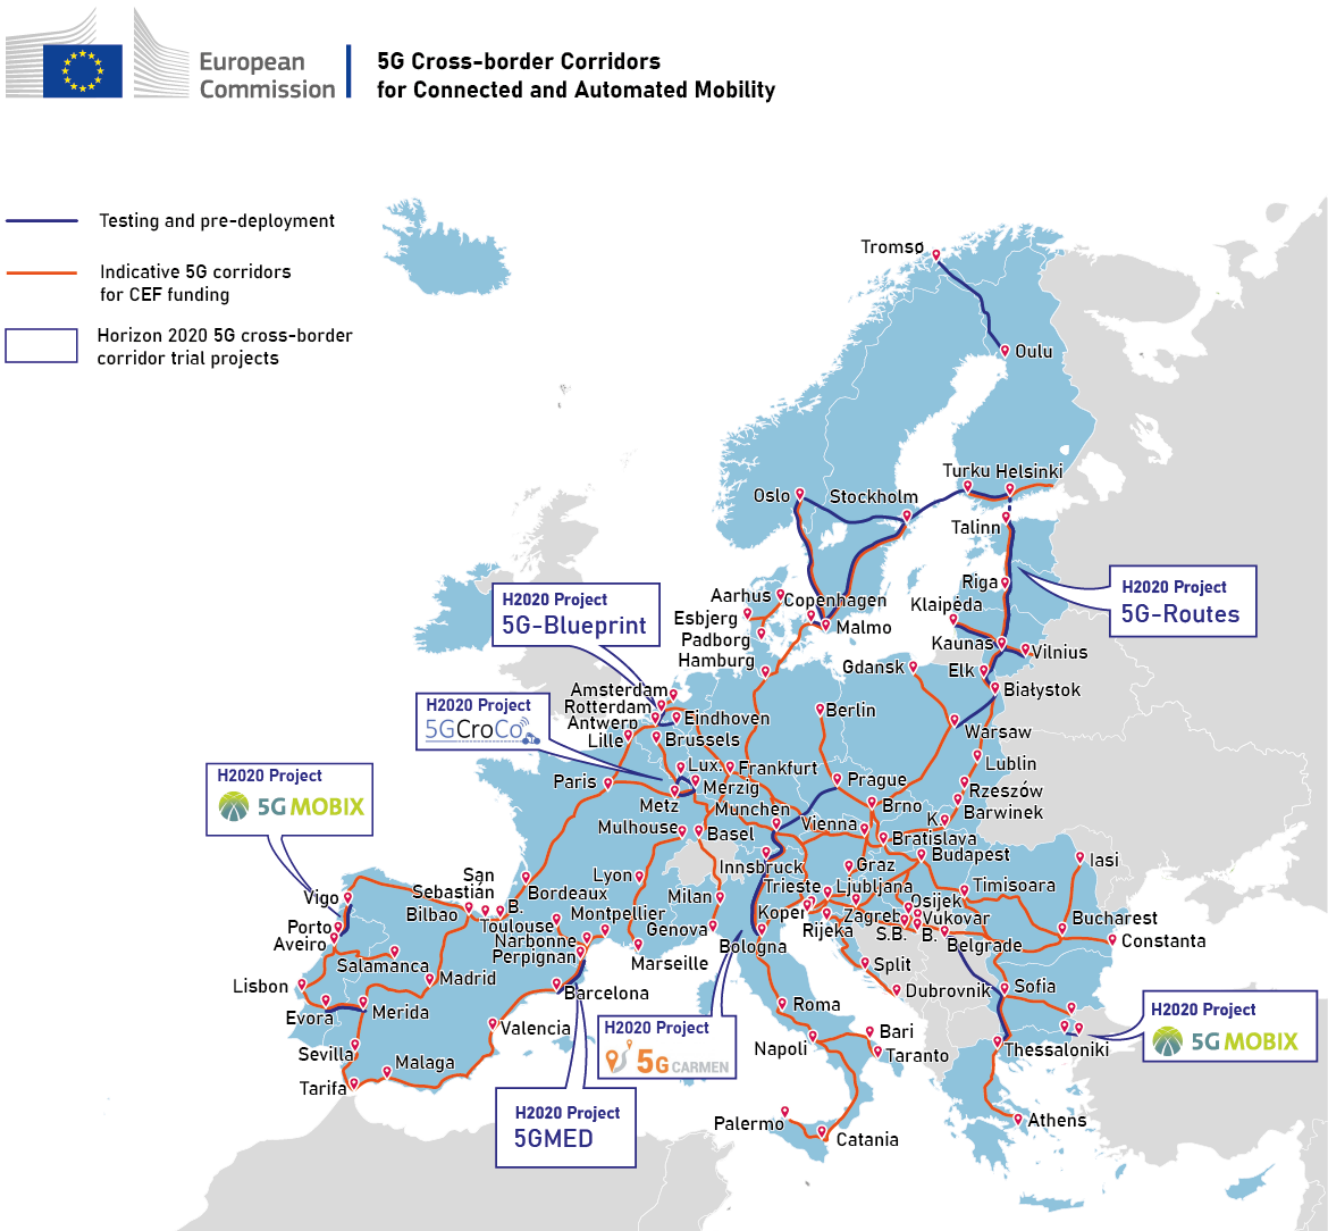 European
Commission
5G Cross-border Corridors
for Connected and Automated Mobility
Testing and pre-deployment
Indicative 5G corridors
for CEF funding
Horizon 2020 5G cross-border
corridor trial projects
Tromsø
Oulu
Turku
Helsinki
Oslo
Stockholm
Talinn
Riga
H2020 Project
5G-Routes
Aarhus
Copenhagen
Klaipėda
H2020 Project
5G-Blueprint
Esbjerg
Malmo
Padborg
Kaunas
Vilnius
Hamburg
Gdansk
Elk
Białystok
Amsterdam
H2020 Project
5GCroCo
Rotterdam
Berlin
Antwerp
Eindhoven
Warsaw
Lille
Brussels
Lublin
H2020 Project
5G MOBIX
Lux.
Frankfurt
Paris
Merzig
Prague
Rzeszów
Metz
Munchen
Brno
Barwinek
K
Mulhouse
Basel
Vienna
Bratislava
Budapest
Iasi
Innsbruck
Graz
San
Sebastián
Lyon
Trieste
Ljubljana
Timisoara
Vigo
Bordeaux
Milan
Bilbao
B.
Koper
Zagreb
Osijek
Vukovar
Bucharest
Porto
Toulouse
Montpellier
Genova
Rijeka
S.B.
B.
Aveiro
Narbonne
Bologna
Belgrade
Constanta
Perpignan
Salamanca
Marseille
Split
Madrid
Lisbon
Barcelona
Dubrovnik
Sofia
Evora
Merida
Roma
Valencia
H2020 Project
5G CARMEN
H2020 Project
5G MOBIX
Bari
Sevilla
Napoli
Taranto
Thessaloniki
Malaga
Tarifa
H2020 Project
5GMED
Palermo
Athens
Catania